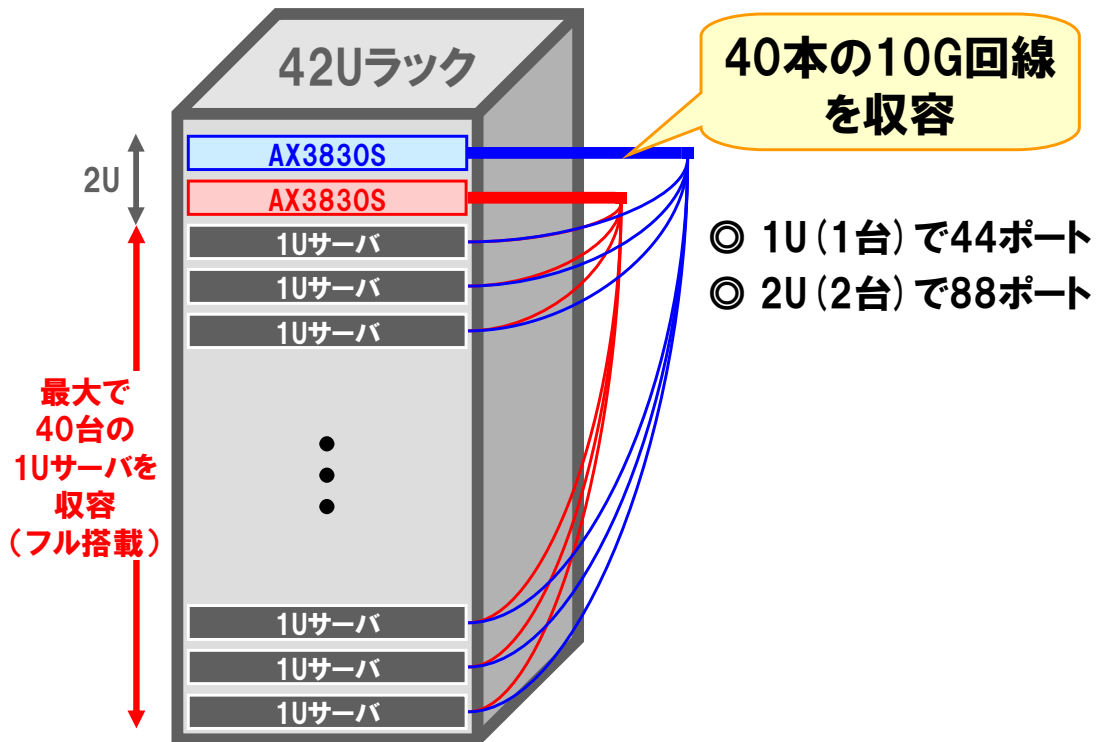 42Uラック
40本の10G回線
を収容
2U
AX3830S
AX3830S
1Uサーバ
1Uサーバ
1Uサーバ
◎ 1U(1台)で44ポート
◎ 2U(2台)で88ポート
最大で
40台の
1Uサーバを
収容
(フル搭載)
1Uサーバ
1Uサーバ
1Uサーバ